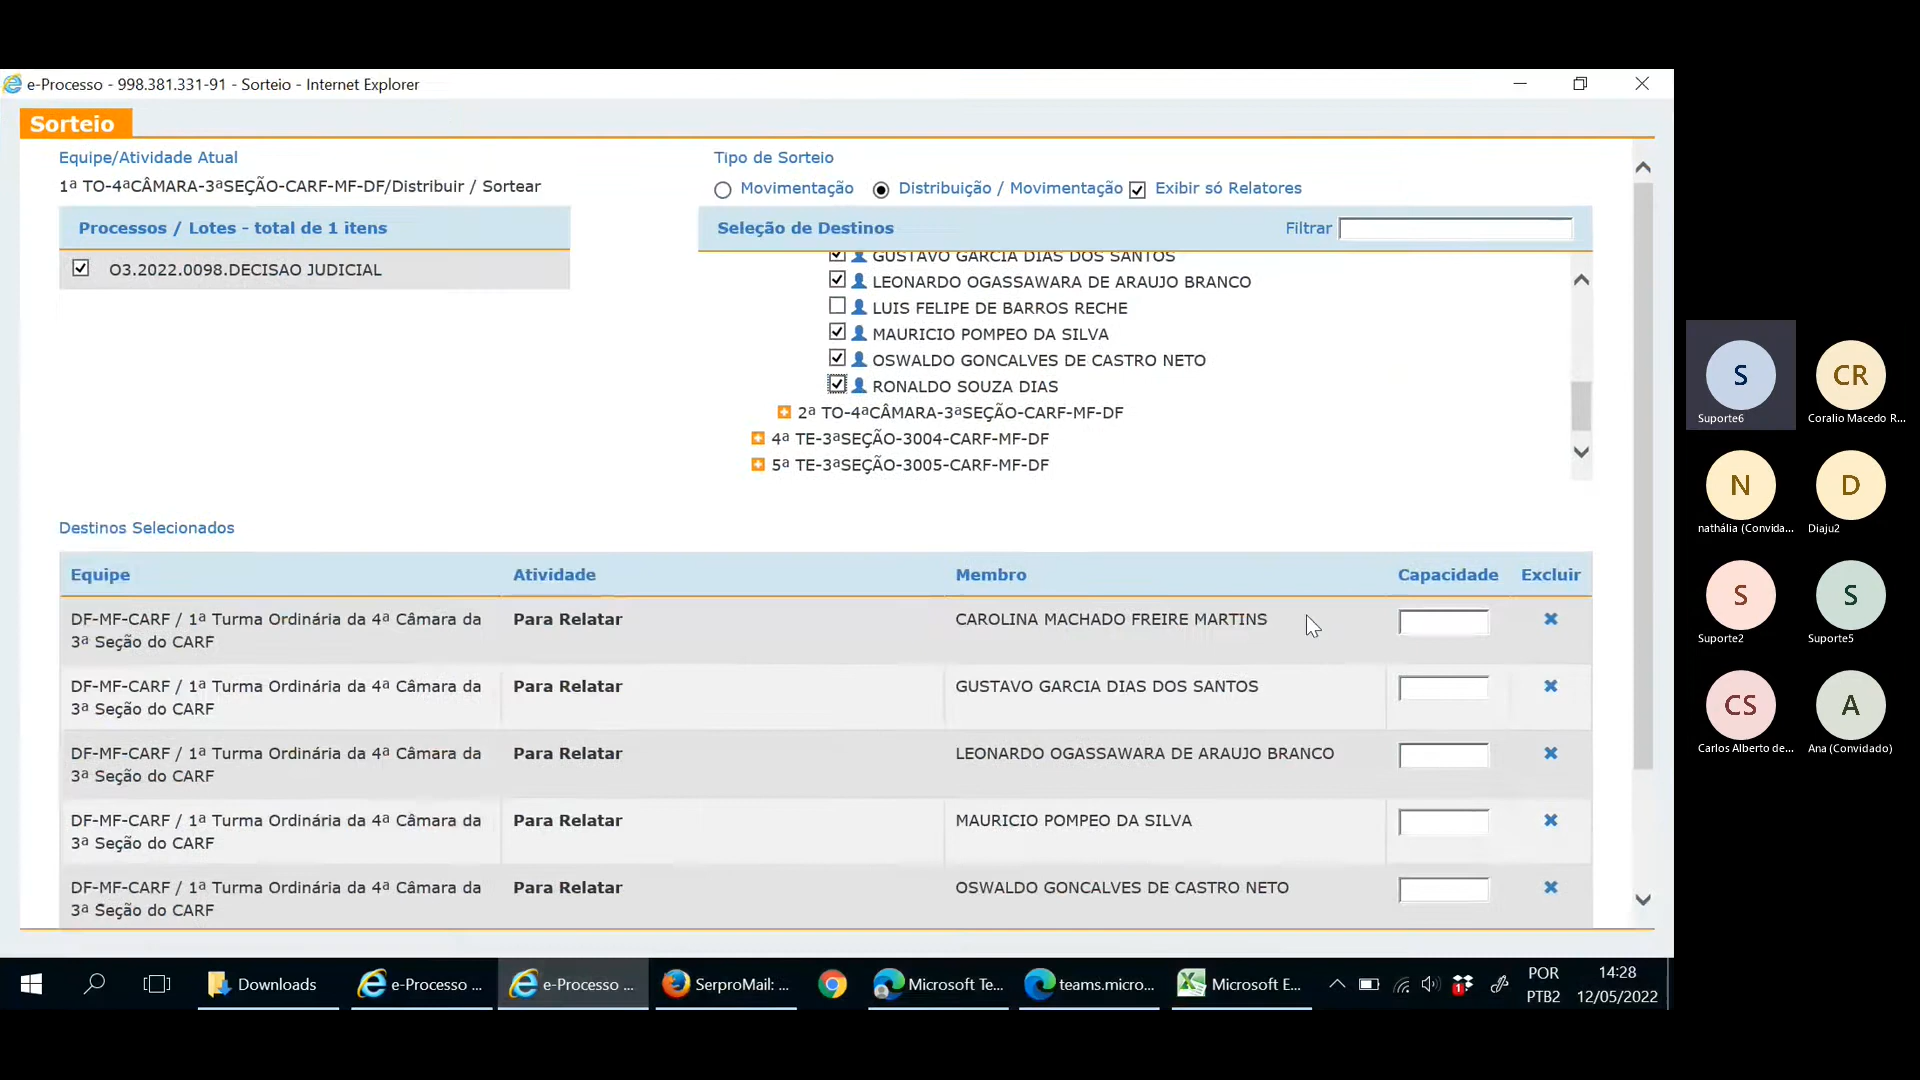 e-Processo - 998.381.331-91 - Sorteio - Internet Explorer
Sorteio
Equipe/Atividade Atual
1ª TO-4ªCÂMARA-3ªSEÇÃO-CARF-MF-DF/Distribuir / Sortear
Processos / Lotes - total de 1 itens
O3.2022.0098.DECISAO JUDICIAL
Tipo de Sorteio
Movimentação
Distribuição / Movimentação
Exibir só Relatores
Seleção de Destinos
Filtrar
GUSTAVO GARCIA DIAS DOS SANTOS
LEONARDO OGASSAWARA DE ARAUJO BRANCO
LUIS FELIPE DE BARROS RECHE
MAURICIO POMPEO DA SILVA
OSWALDO GONCALVES DE CASTRO NETO
RONALDO SOUZA DIAS
2ª TO-4ªCÂMARA-3ªSEÇÃO-CARF-MF-DF
4ª TE-3ªSEÇÃO-3004-CARF-MF-DF
5ª TE-3ªSEÇÃO-3005-CARF-MF-DF
Destinos Selecionados
Equipe Atividade Membro Capacidade Excluir
DF-MF-CARF / 1ª Turma Ordinária da 4ª Câmara da Para Relatar CAROLINA MACHADO FREIRE MARTINS
3ª Seção do CARF
DF-MF-CARF / 1ª Turma Ordinária da 4ª Câmara da Para Relatar GUSTAVO GARCIA DIAS DOS SANTOS
3ª Seção do CARF
DF-MF-CARF / 1ª Turma Ordinária da 4ª Câmara da Para Relatar LEONARDO OGASSAWARA DE ARAUJO BRANCO
3ª Seção do CARF
DF-MF-CARF / 1ª Turma Ordinária da 4ª Câmara da Para Relatar MAURICIO POMPEO DA SILVA
3ª Seção do CARF
DF-MF-CARF / 1ª Turma Ordinária da 4ª Câmara da Para Relatar OSWALDO GONCALVES DE CASTRO NETO
3ª Seção do CARF
Downloads
e-Processo ...
e-Processo ...
SerproMail: ...
Microsoft Te...
teams.micro...
Microsoft E...
1
POR
PTB2
14:28
12/05/2022
S
Suporte6
CR
Coralio Macedo R...
N
nathália (Convida...
D
Diaju2
S
Suporte2
S
Suporte5
CS
Carlos Alberto de...
A
Ana (Convidado)